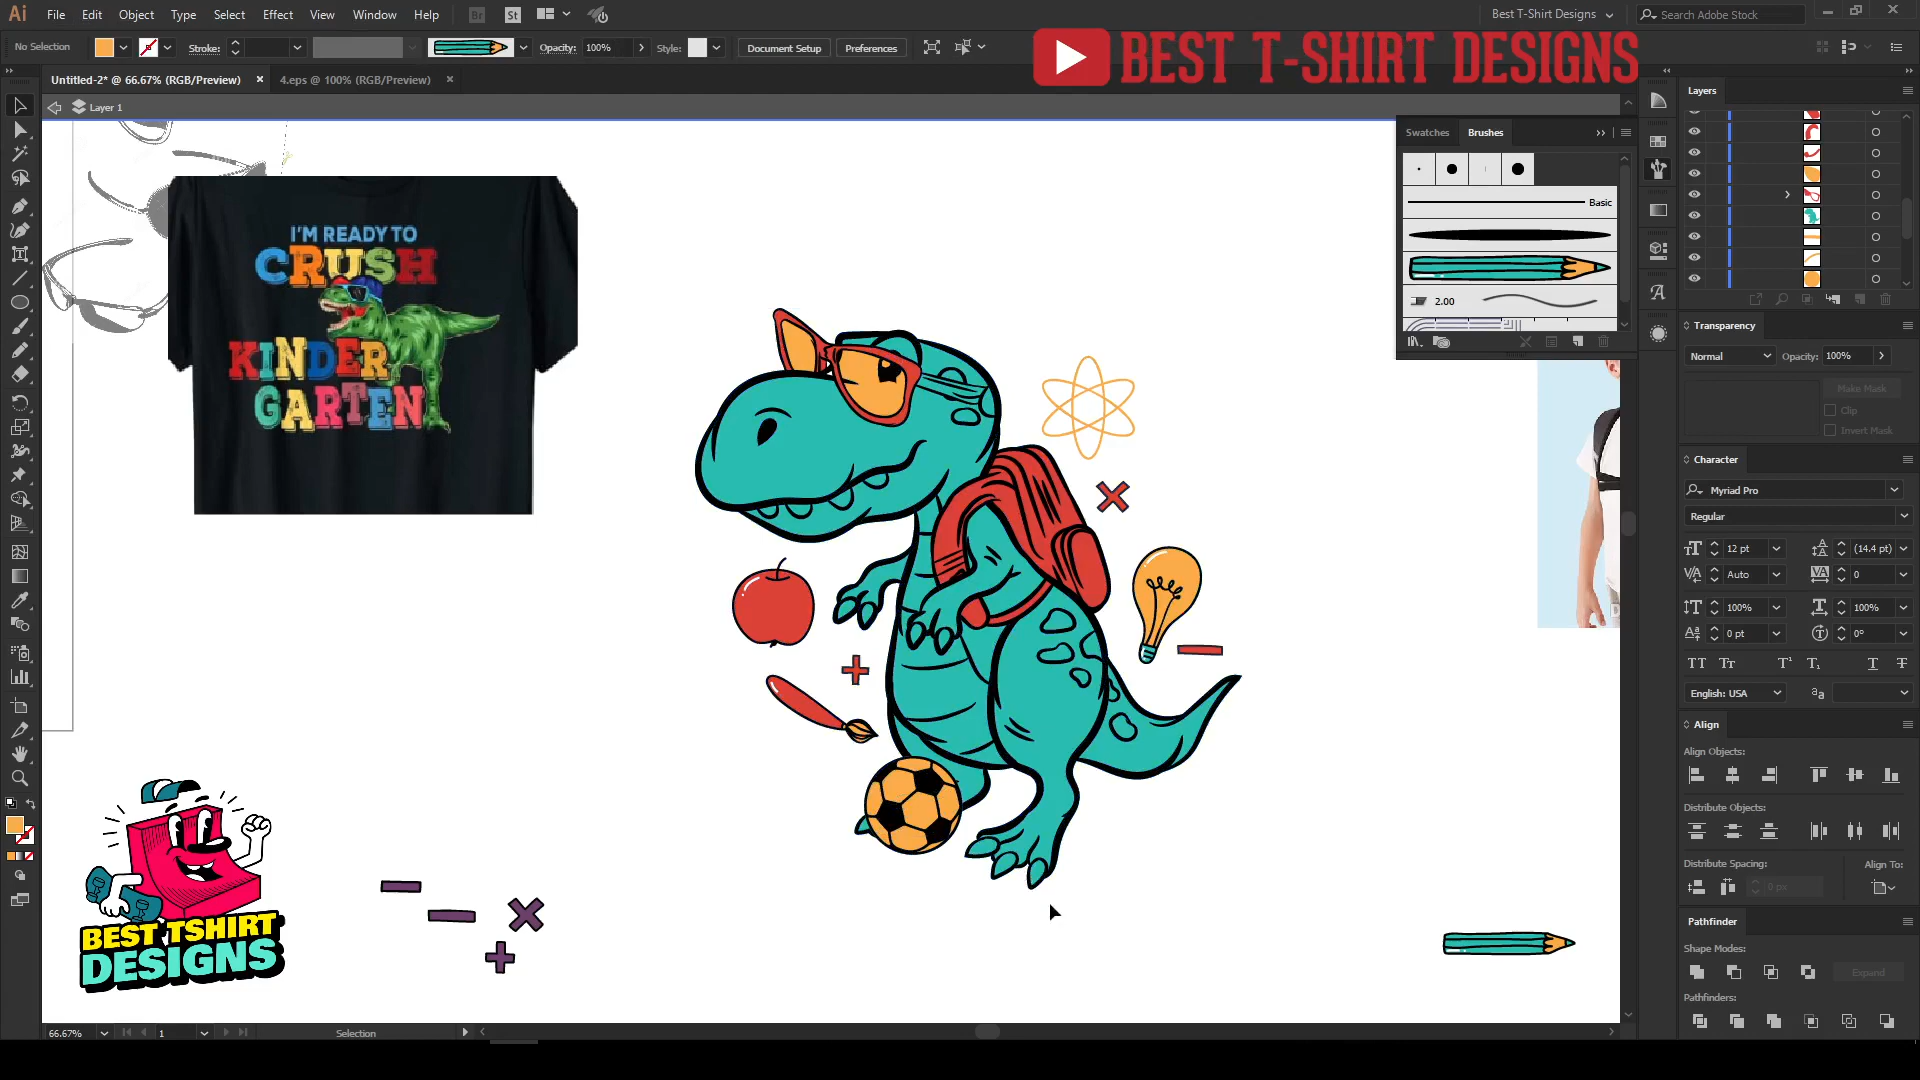 Ai File Edit Object Type Select Effect View Window Help Br St
Best T-Shirt Designs
Search Adobe Stock
No Selection
Stroke:
Opacity: 100%
Style:
Document Setup
Preferences
BEST T-SHIRT DESIGNS
Untitled-2* @ 66.67% (RGB/Preview)
4.eps @ 100% (RGB/Preview)
Layer 1
Layers
Swatches
Brushes
Basic
2.00
I'M READY TO
CRUSH
KINDER
GARTEN
BEST TSHIRT
DESIGNS
Transparency
Normal
Opacity: 100%
Make Mask
Clip
Invert Mask
Character
Myriad Pro
Regular
12 pt
(14.4 pt)
Auto
0
100%
100%
0 pt
0°
English: USA
Align
Align Objects:
Distribute Objects:
Distribute Spacing:
Align To:
0 px
Pathfinder
Shape Modes:
Expand
Pathfinders:
66.67%
1
Selection